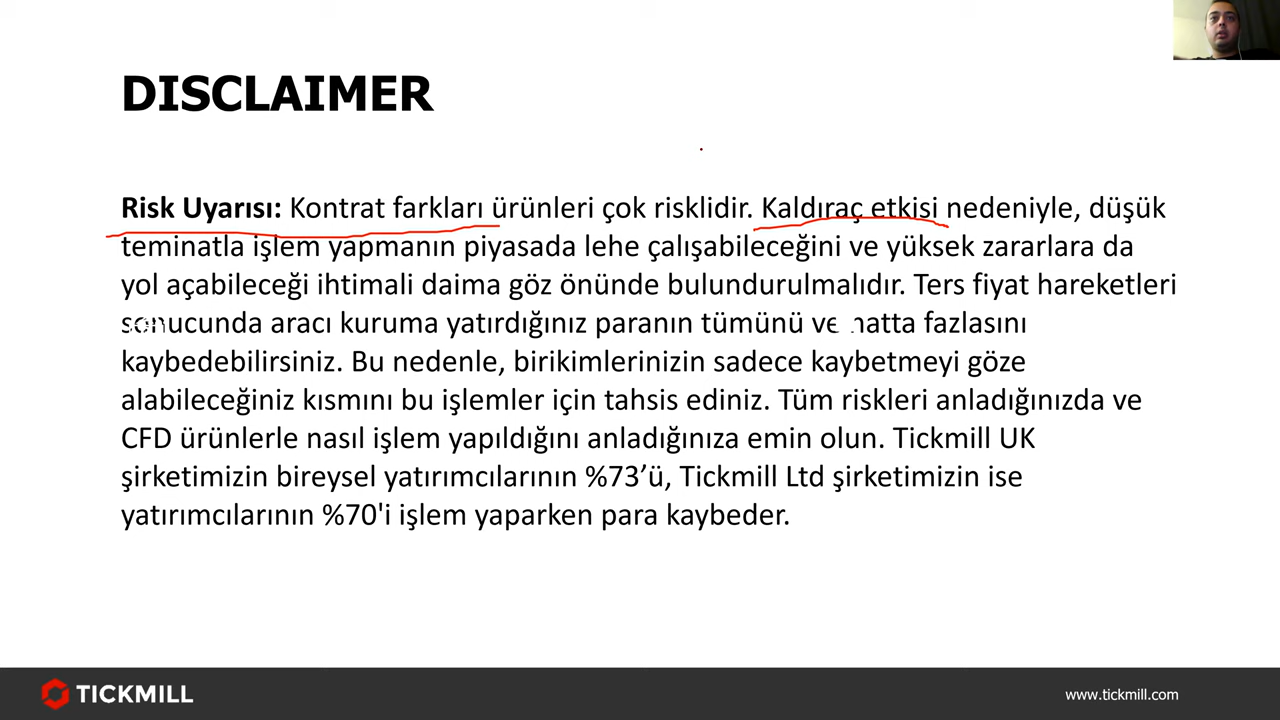 DISCLAIMER
Risk Uyarısı: Kontrat farkları ürünleri çok risklidir. Kaldıraç etkisi nedeniyle, düşük
teminatla işlem yapmanın piyasada lehe çalışabileceğini ve yüksek zararlara da
yol açabileceği ihtimali daima göz önünde bulundurulmalıdır. Ters fiyat hareketleri
sonucunda aracı kuruma yatırdığınız paranın tümünü ve hatta fazlasını
kaybedebilirsiniz. Bu nedenle, birikimlerinizin sadece kaybetmeyi göze
alabileceğiniz kısmını bu işlemler için tahsis ediniz. Tüm riskleri anladığınızda ve
CFD ürünlerle nasıl işlem yapıldığını anladığınıza emin olun. Tickmill UK
şirketimizin bireysel yatırımcılarının %73’ü, Tickmill Ltd şirketimizin ise
yatırımcılarının %70'i işlem yaparken para kaybeder.
TICKMILL
www.tickmill.com